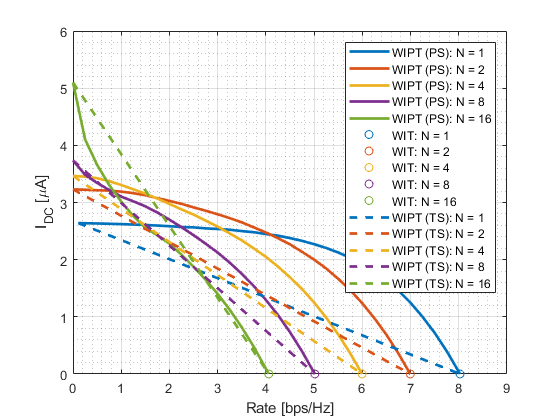 6
5
4
3
2
1
0
I_DC [μA]
WIPT (PS): N = 1
WIPT (PS): N = 2
WIPT (PS): N = 4
WIPT (PS): N = 8
WIPT (PS): N = 16
WIT: N = 1
WIT: N = 2
WIT: N = 4
WIT: N = 8
WIT: N = 16
WIPT (TS): N = 1
WIPT (TS): N = 2
WIPT (TS): N = 4
WIPT (TS): N = 8
WIPT (TS): N = 16
0 1 2 3 4 5 6 7 8 9
Rate [bps/Hz]